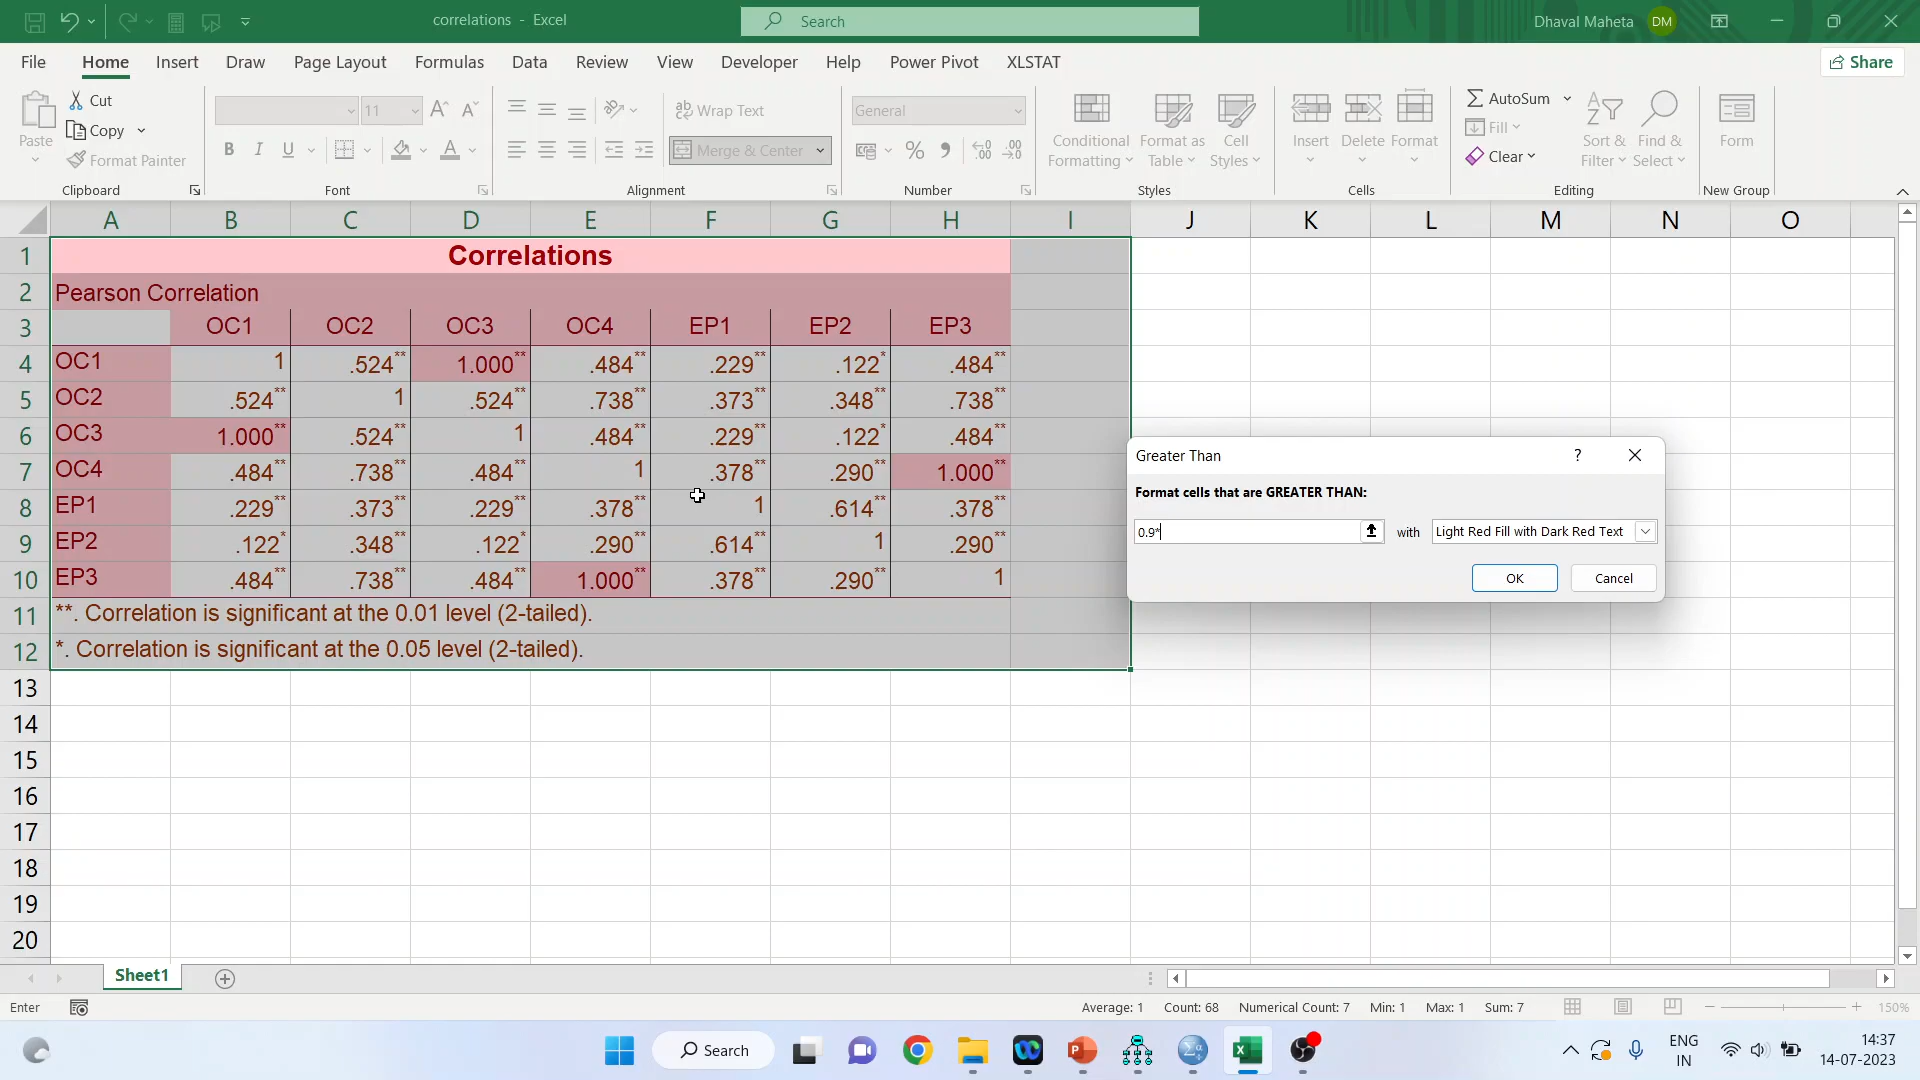 correlations - Excel
Search
Dhaval Maheta DM
File Home Insert Draw Page Layout Formulas Data Review View Developer Help Power Pivot XLSTAT Share
Paste
Cut
Copy
Format Painter
Clipboard
11
B I U
Font
Wrap Text
Merge & Center
Alignment
General
Number
Conditional Formatting
Format as Table
Cell Styles
Styles
Insert
Delete
Format
Cells
AutoSum
Fill
Clear
Sort & Filter
Find & Select
Editing
Form
New Group
A B C D E F G H I J K L M N O
1 Correlations
2 Pearson Correlation
3 OC1 OC2 OC3 OC4 EP1 EP2 EP3
4 OC1 1 .524** 1.000** .484** .229** .122* .484**
5 OC2 .524** 1 .524** .738** .373** .348** .738**
6 OC3 1.000** .524** 1 .484** .229** .122* .484**
7 OC4 .484** .738** .484** 1 .378** .290** 1.000**
8 EP1 .229** .373** .229** .378** 1 .614** .378**
9 EP2 .122* .348** .122* .290** .614** 1 .290**
10 EP3 .484** .738** .484** 1.000** .378** .290** 1
11 **. Correlation is significant at the 0.01 level (2-tailed).
12 *. Correlation is significant at the 0.05 level (2-tailed).
13
14
15
16
17
18
19
20
Greater Than ?
Format cells that are GREATER THAN:
0.9* with Light Red Fill with Dark Red Text
OK Cancel
Sheet1
Enter
Average: 1 Count: 68 Numerical Count: 7 Min: 1 Max: 1 Sum: 7 150%
Search
ENG
IN
14:37
14-07-2023